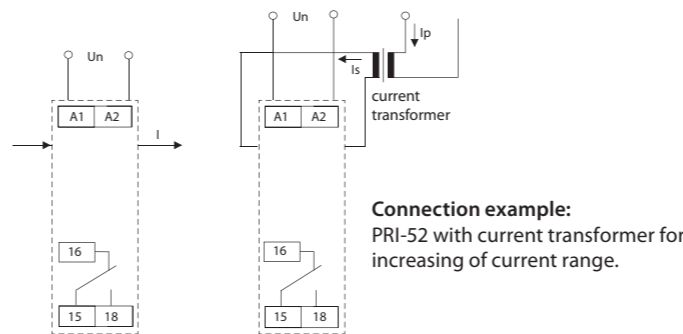 Un
A1 A2
I
16
15 18
Un
Ip
Is
current
transformer
A1 A2
16
15 18
Connection example:
PRI-52 with current transformer for
increasing of current range.